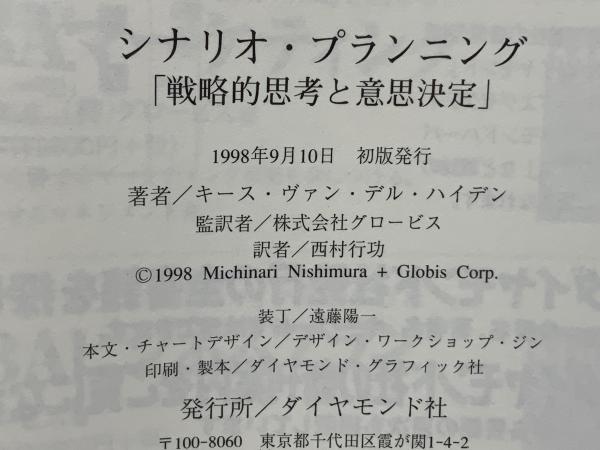 シナリオ・プランニング
「戦略的思考と意思決定」
1998年9月10日　初版発行
著者／キース・ヴァン・デル・ハイデン
監訳者／株式会社グロービス
訳者／西村行功
©1998 Michinari Nishimura + Globis Corp.
装丁／遠藤陽一
本文・チャートデザイン／デザイン・ワークショップ・ジン
印刷・製本／ダイヤモンド・グラフィック社
発行所／ダイヤモンド社
〒100-8060　東京都千代田区霞が関1-4-2